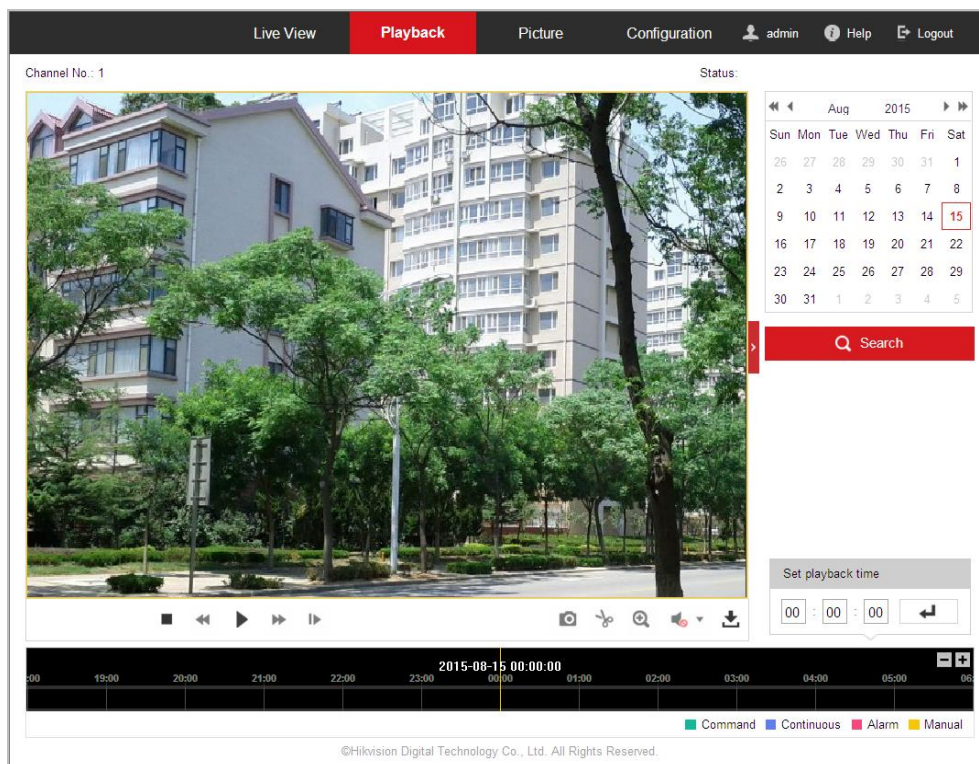 Live View Playback Picture Configuration admin Help Logout
Channel No.: 1 Status:
Aug 2015
Sun Mon Tue Wed Thu Fri Sat
26 27 28 29 30 31 1
2 3 4 5 6 7 8
9 10 11 12 13 14 15
16 17 18 19 20 21 22
23 24 25 26 27 28 29
30 31 1 2 3 4 5
Search
Set playback time
00 : 00 : 00
2015-08-15 00:00:00
:00 19:00 20:00 21:00 22:00 23:00 00:00 01:00 02:00 03:00 04:00 05:00 06:
Command Continuous Alarm Manual
©Hikvision Digital Technology Co., Ltd. All Rights Reserved.